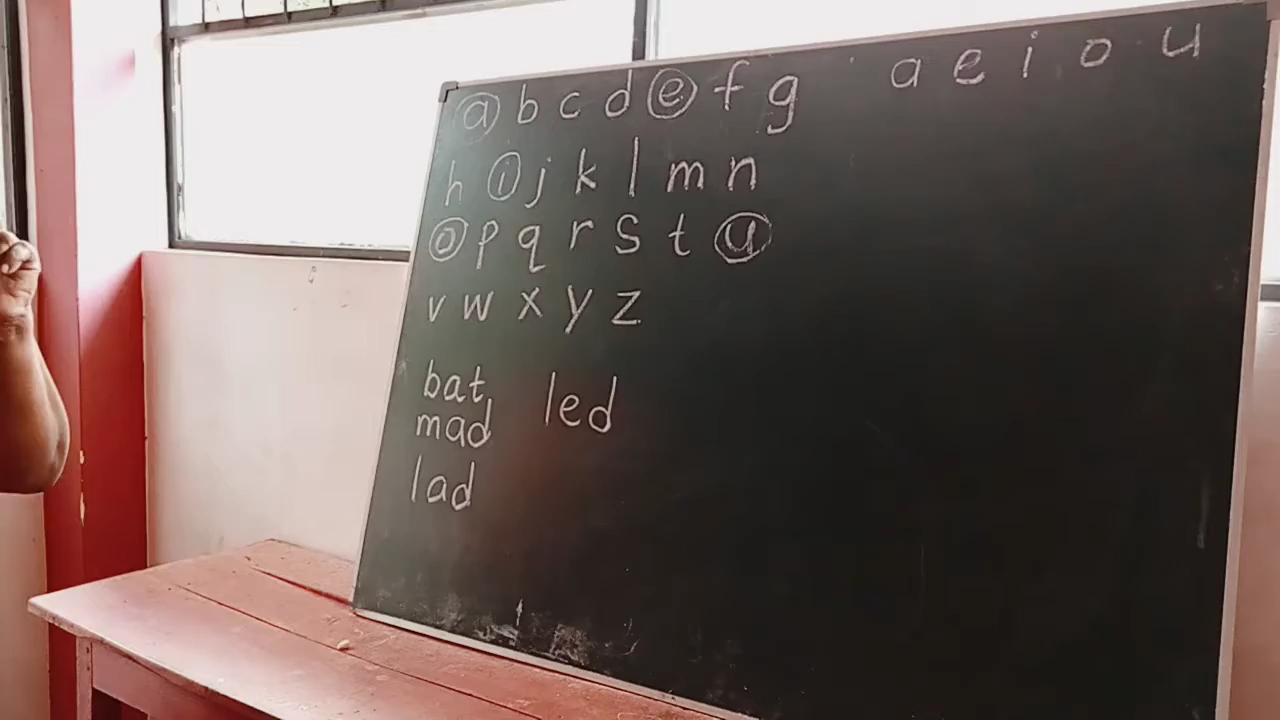 a b c d e f g
a e i o u
h i j k l m n
o p q r s t u
v w x y z
bat led
mad
lad